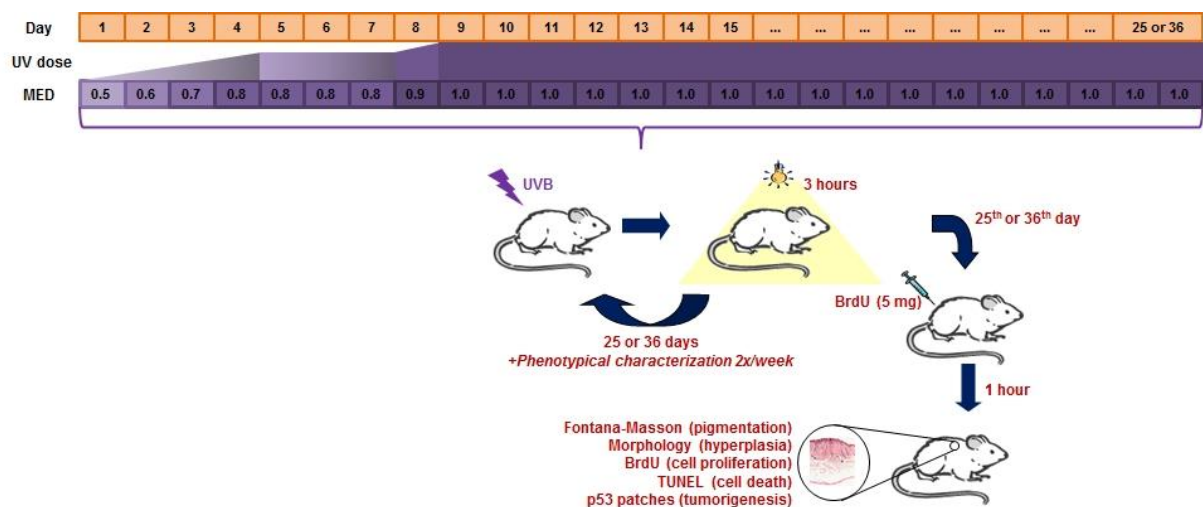 Day 1 2 3 4 5 6 7 8 9 10 11 12 13 14 15 ... ... ... ... ... ... ... ... 25 or 36
UV dose
MED 0.5 0.6 0.7 0.8 0.8 0.8 0.8 0.9 1.0 1.0 1.0 1.0 1.0 1.0 1.0 1.0 1.0 1.0 1.0 1.0 1.0 1.0 1.0 1.0 1.0
UVB
3 hours
25th or 36th day
BrdU (5 mg)
25 or 36 days
+Phenotypical characterization 2x/week
1 hour
Fontana-Masson (pigmentation)
Morphology (hyperplasia)
BrdU (cell proliferation)
TUNEL (cell death)
p53 patches (tumorigenesis)